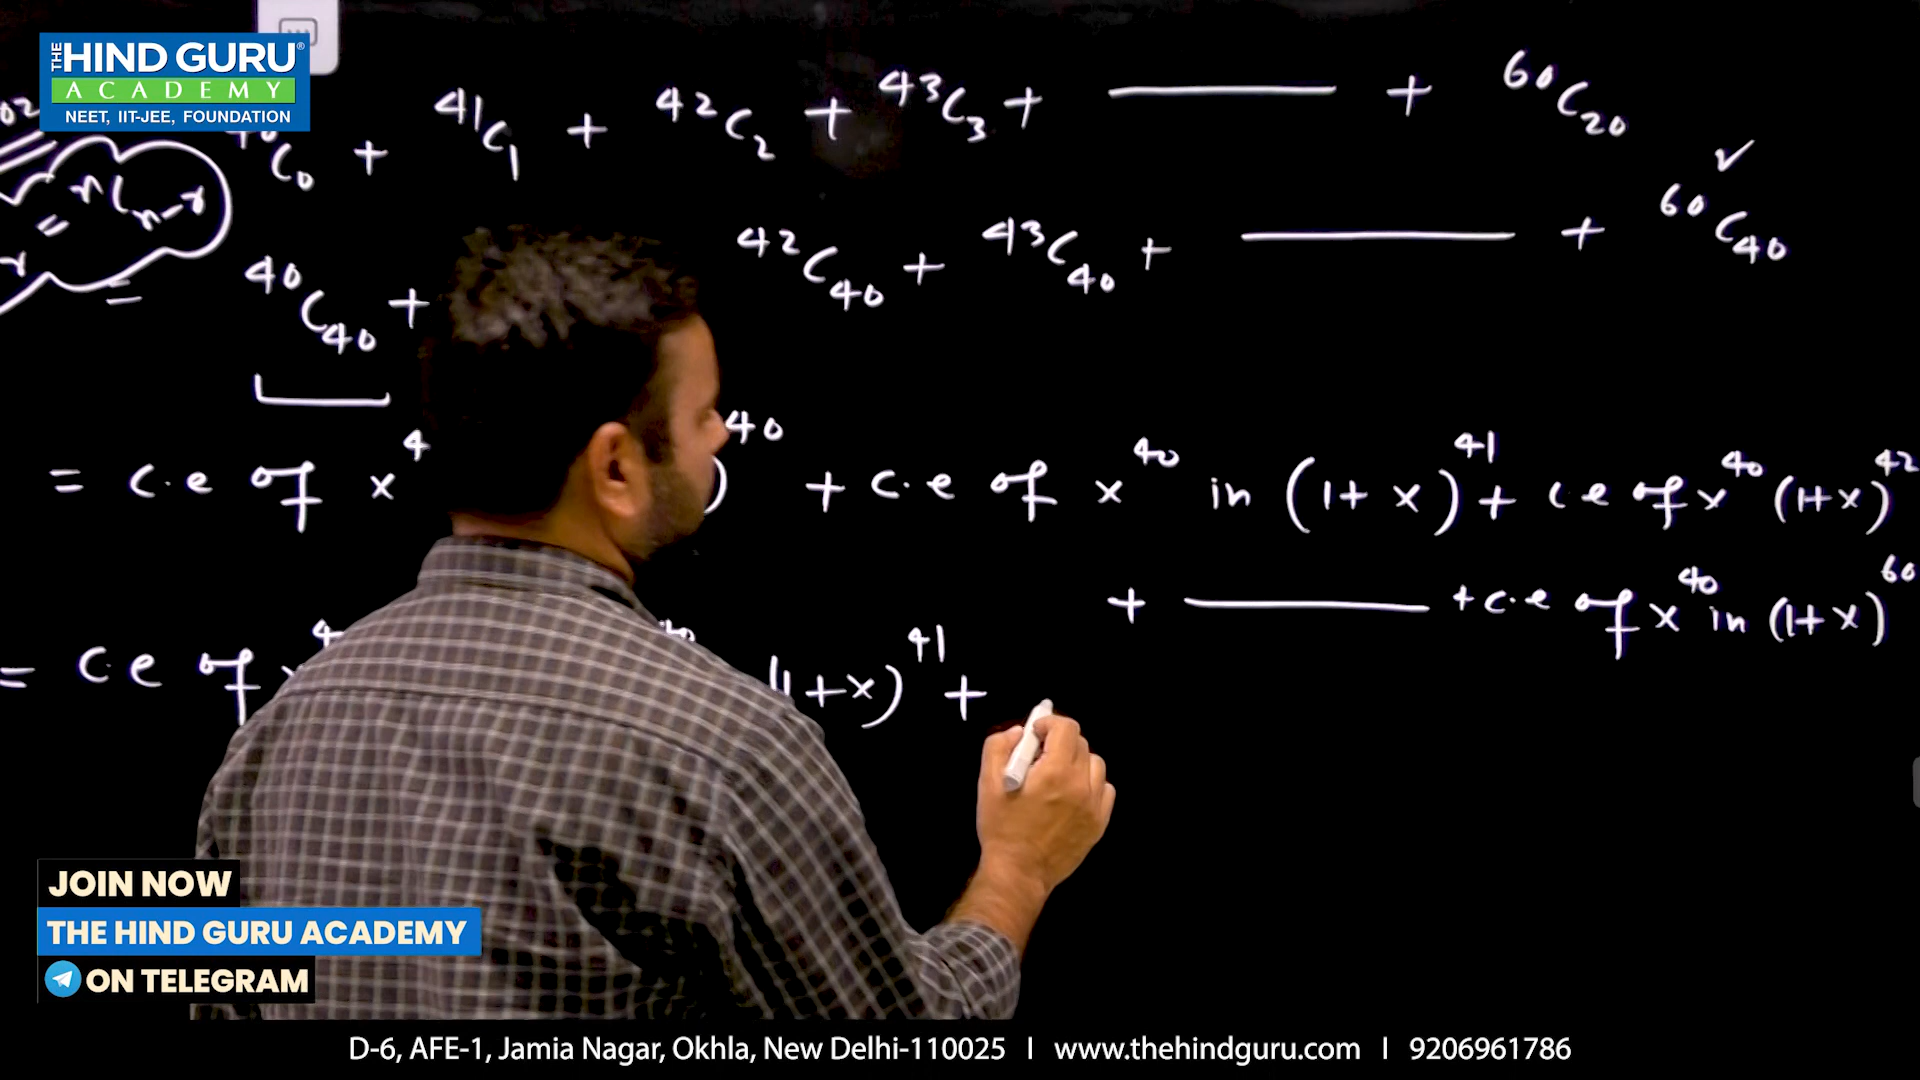 THE HIND GURU®
ACADEMY
NEET, IIT-JEE, FOUNDATION
⁴⁰C₀ + ⁴¹C₁ + ⁴²C₂ + ⁴³C₃ + ——— + ⁶⁰C₂₀
= ⁿCₙ₋ᵣ
⁴⁰C₄₀ + ⁴²C₄₀ + ⁴³C₄₀ + ——— + ⁶⁰C₄₀ ✓
= c.e of x⁴ )⁴⁰ + c.e of x⁴⁰ in (1+x)⁴¹ + ce of x⁴⁰ (1+x)⁴²
+ ——— + c.e of x⁴⁰ in (1+x)⁶⁰
= c e of (1+x)⁴¹ +
JOIN NOW
THE HIND GURU ACADEMY
ON TELEGRAM
D-6, AFE-1, Jamia Nagar, Okhla, New Delhi-110025 | www.thehindguru.com | 9206961786